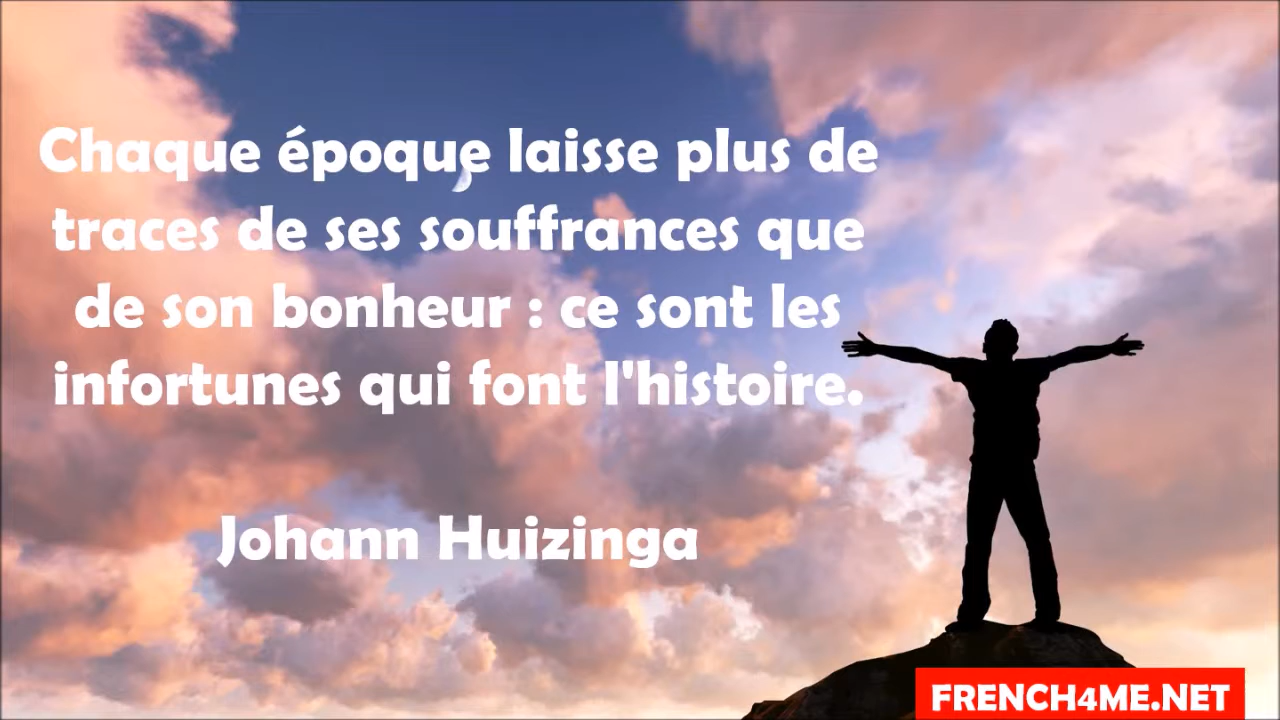 Chaque époque laisse plus de
traces de ses souffrances que
de son bonheur : ce sont les
infortunes qui font l'histoire.
Johann Huizinga
FRENCH4ME.NET